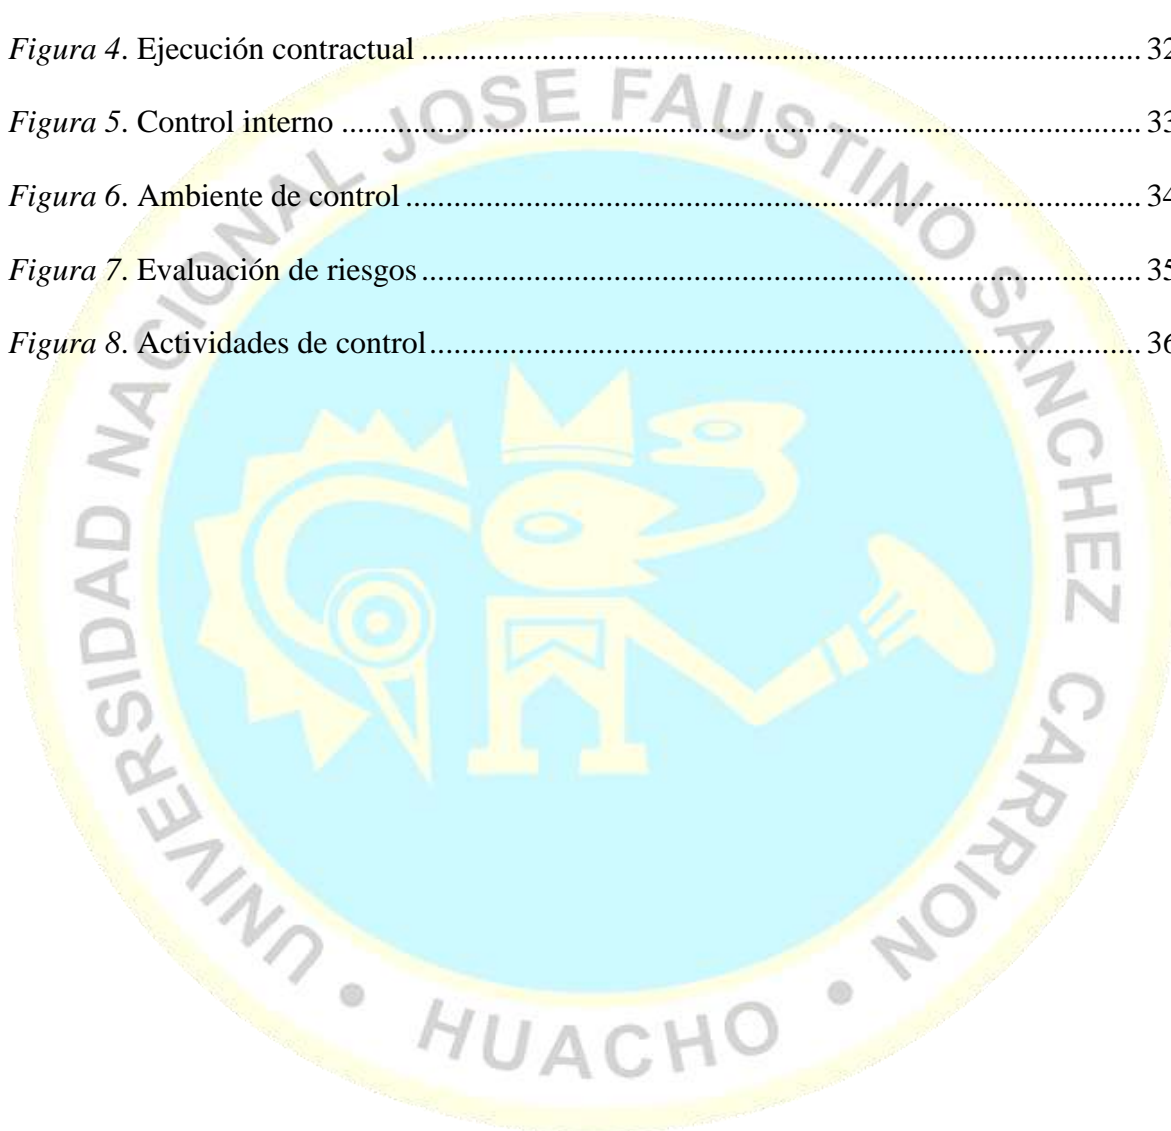 Figura 4. Ejecución contractual ........................................................................................ 32
Figura 5. Control interno .................................................................................................. 33
Figura 6. Ambiente de control .......................................................................................... 34
Figura 7. Evaluación de riesgos ........................................................................................ 35
Figura 8. Actividades de control ....................................................................................... 36
UNIVERSIDAD NACIONAL JOSE FAUSTINO SANCHEZ CARRION
• HUACHO •